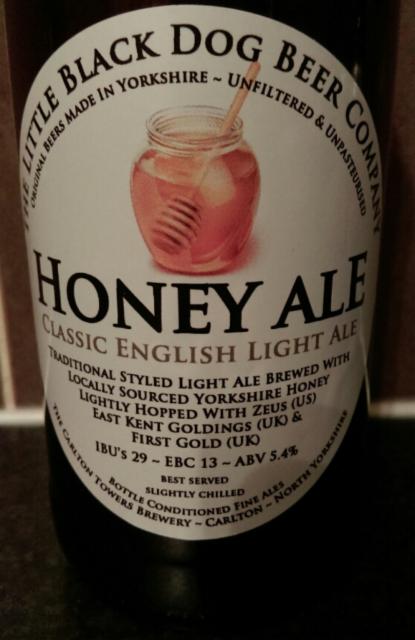 THE LITTLE BLACK DOG BEER COMPANY
ORIGINAL BEERS MADE IN YORKSHIRE ~ UNFILTERED & UNPASTEURISED
HONEY ALE
CLASSIC ENGLISH LIGHT ALE
TRADITIONAL STYLED LIGHT ALE BREWED WITH
LOCALLY SOURCED YORKSHIRE HONEY
LIGHTLY HOPPED WITH ZEUS (US)
EAST KENT GOLDINGS (UK) &
FIRST GOLD (UK)
IBU's 29 ~ EBC 13 ~ ABV 5.4%
BEST SERVED
SLIGHTLY CHILLED
BOTTLE CONDITIONED FINE ALES
THE CARLTON TOWERS BREWERY ~ CARLTON ~ NORTH YORKSHIRE